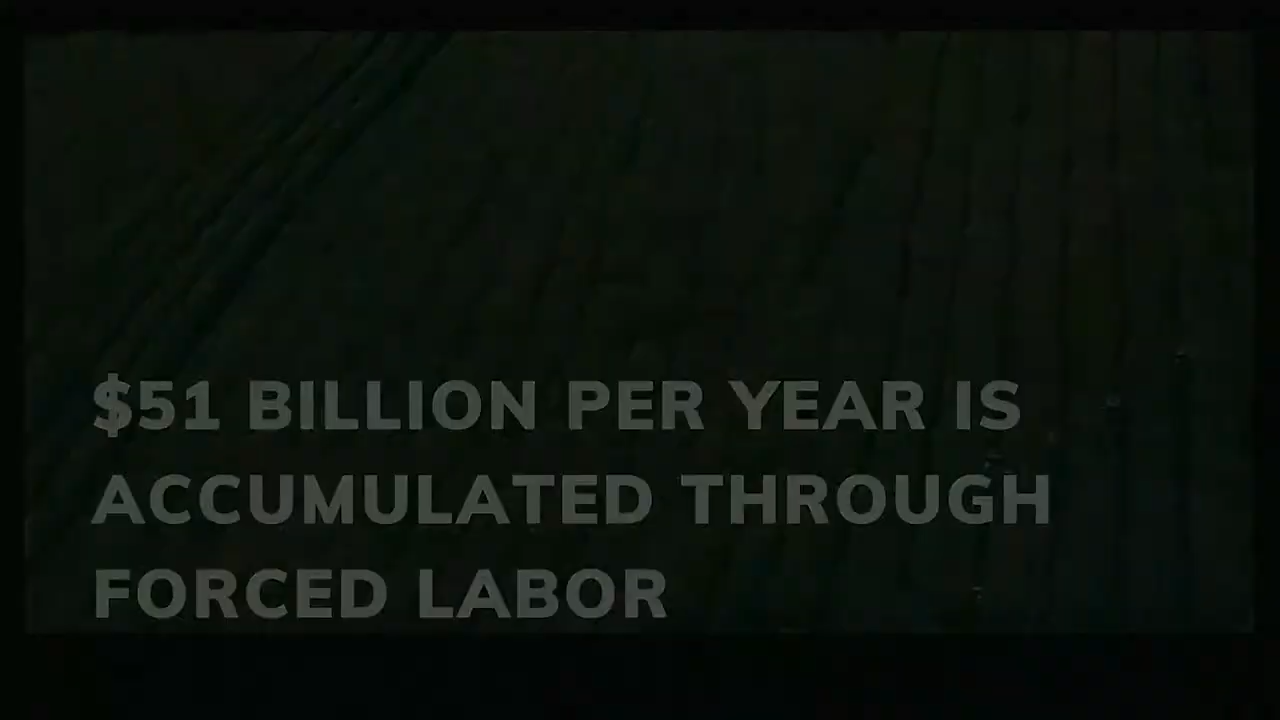 $51 BILLION PER YEAR IS
ACCUMULATED THROUGH
FORCED LABOR